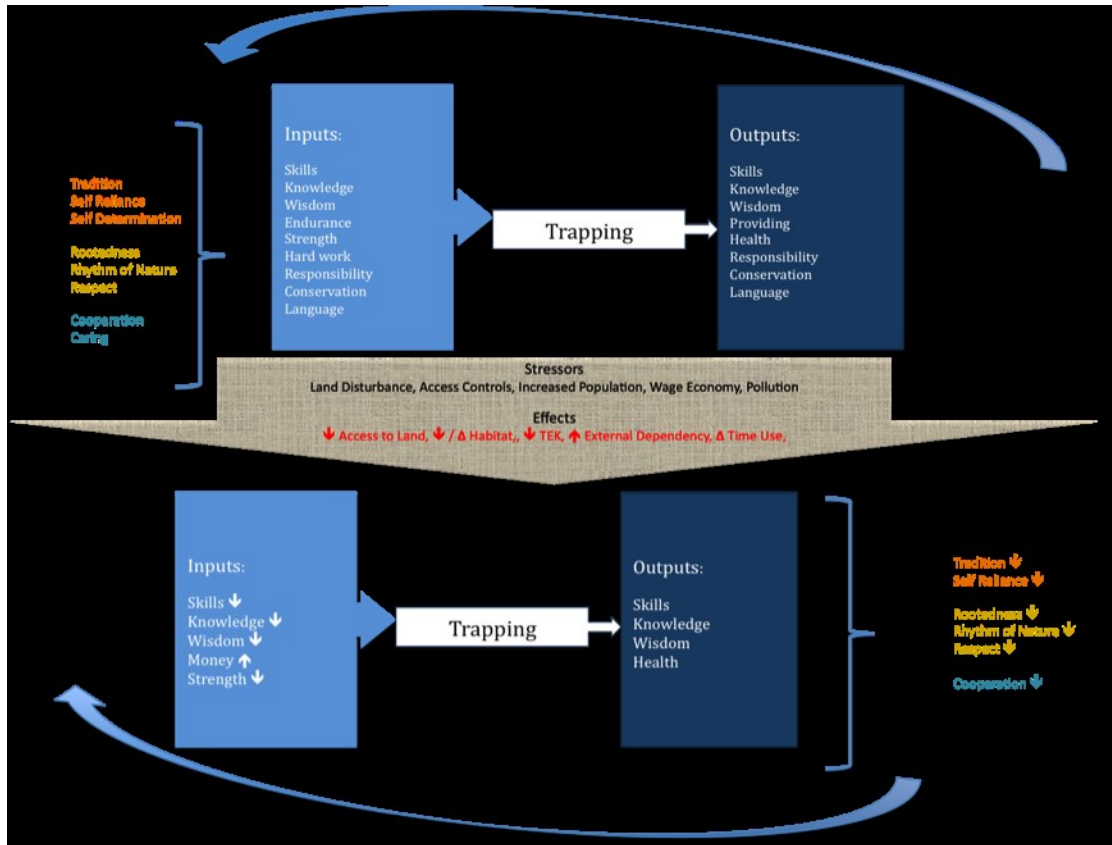 Tradition
Self Reliance
Self Determination
Rootedness
Rhythm of Nature
Respect
Cooperation
Caring
Inputs:
Skills
Knowledge
Wisdom
Endurance
Strength
Hard work
Responsibility
Conservation
Language
Trapping
Outputs:
Skills
Knowledge
Wisdom
Providing
Health
Responsibility
Conservation
Language
Stressors
Land Disturbance, Access Controls, Increased Population, Wage Economy, Pollution
Effects
↓ Access to Land, ↓ / Δ Habitat,, ↓ TEK, ↑ External Dependency, Δ Time Use,
Inputs:
Skills ↓
Knowledge ↓
Wisdom ↓
Money ↑
Strength ↓
Trapping
Outputs:
Skills
Knowledge
Wisdom
Health
Tradition ↓
Self Reliance ↓
Rootedness ↓
Rhythm of Nature ↓
Respect ↓
Cooperation ↓